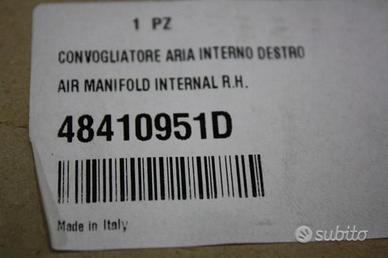 1 PZ
CONVOGLIATORE ARIA INTERNO DESTRO
AIR MANIFOLD INTERNAL R.H.
48410951D
Made in Italy
subito